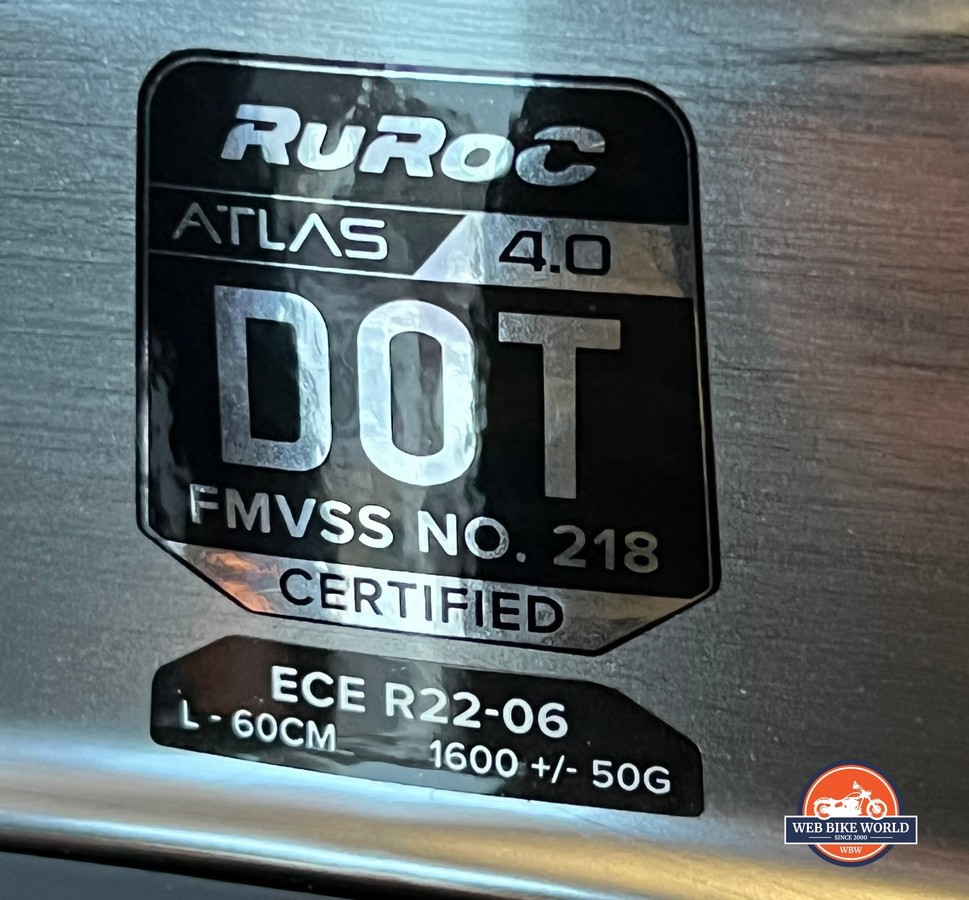 RuRoC
ATLAS 4.0
DOT
FMVSS NO. 218
CERTIFIED
ECE R22-06
L - 60CM 1600 +/- 50G
WEB BIKE WORLD
SINCE 2000
WBW